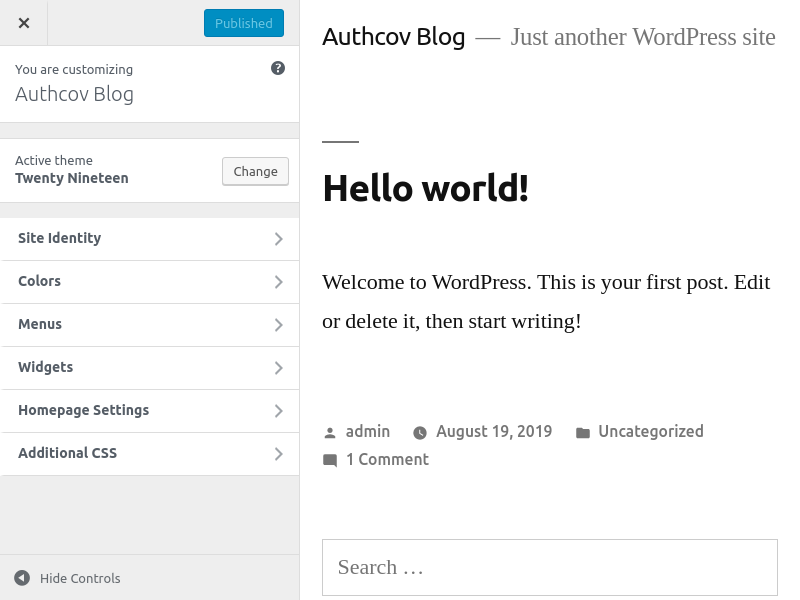 Published
You are customizing
Authcov Blog
Active theme
Twenty Nineteen
Change
Site Identity
Colors
Menus
Widgets
Homepage Settings
Additional CSS
Hide Controls
Authcov Blog — Just another WordPress site
Hello world!
Welcome to WordPress. This is your first post. Edit
or delete it, then start writing!
admin August 19, 2019 Uncategorized
1 Comment
Search …